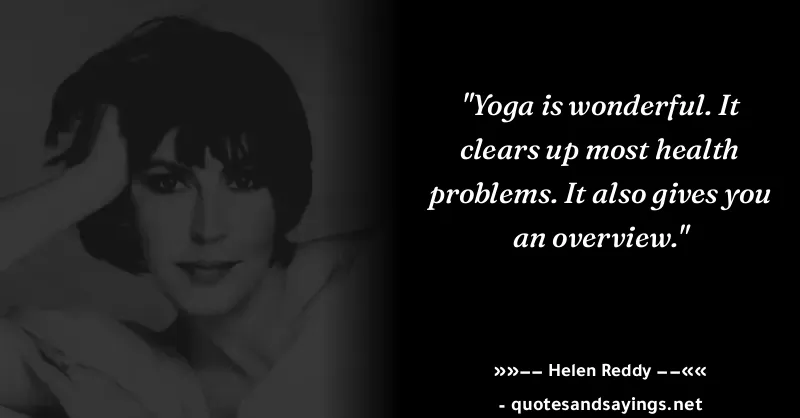 "Yoga is wonderful. It
clears up most health
problems. It also gives you
an overview."
»»−− Helen Reddy −−««
- quotesandsayings.net